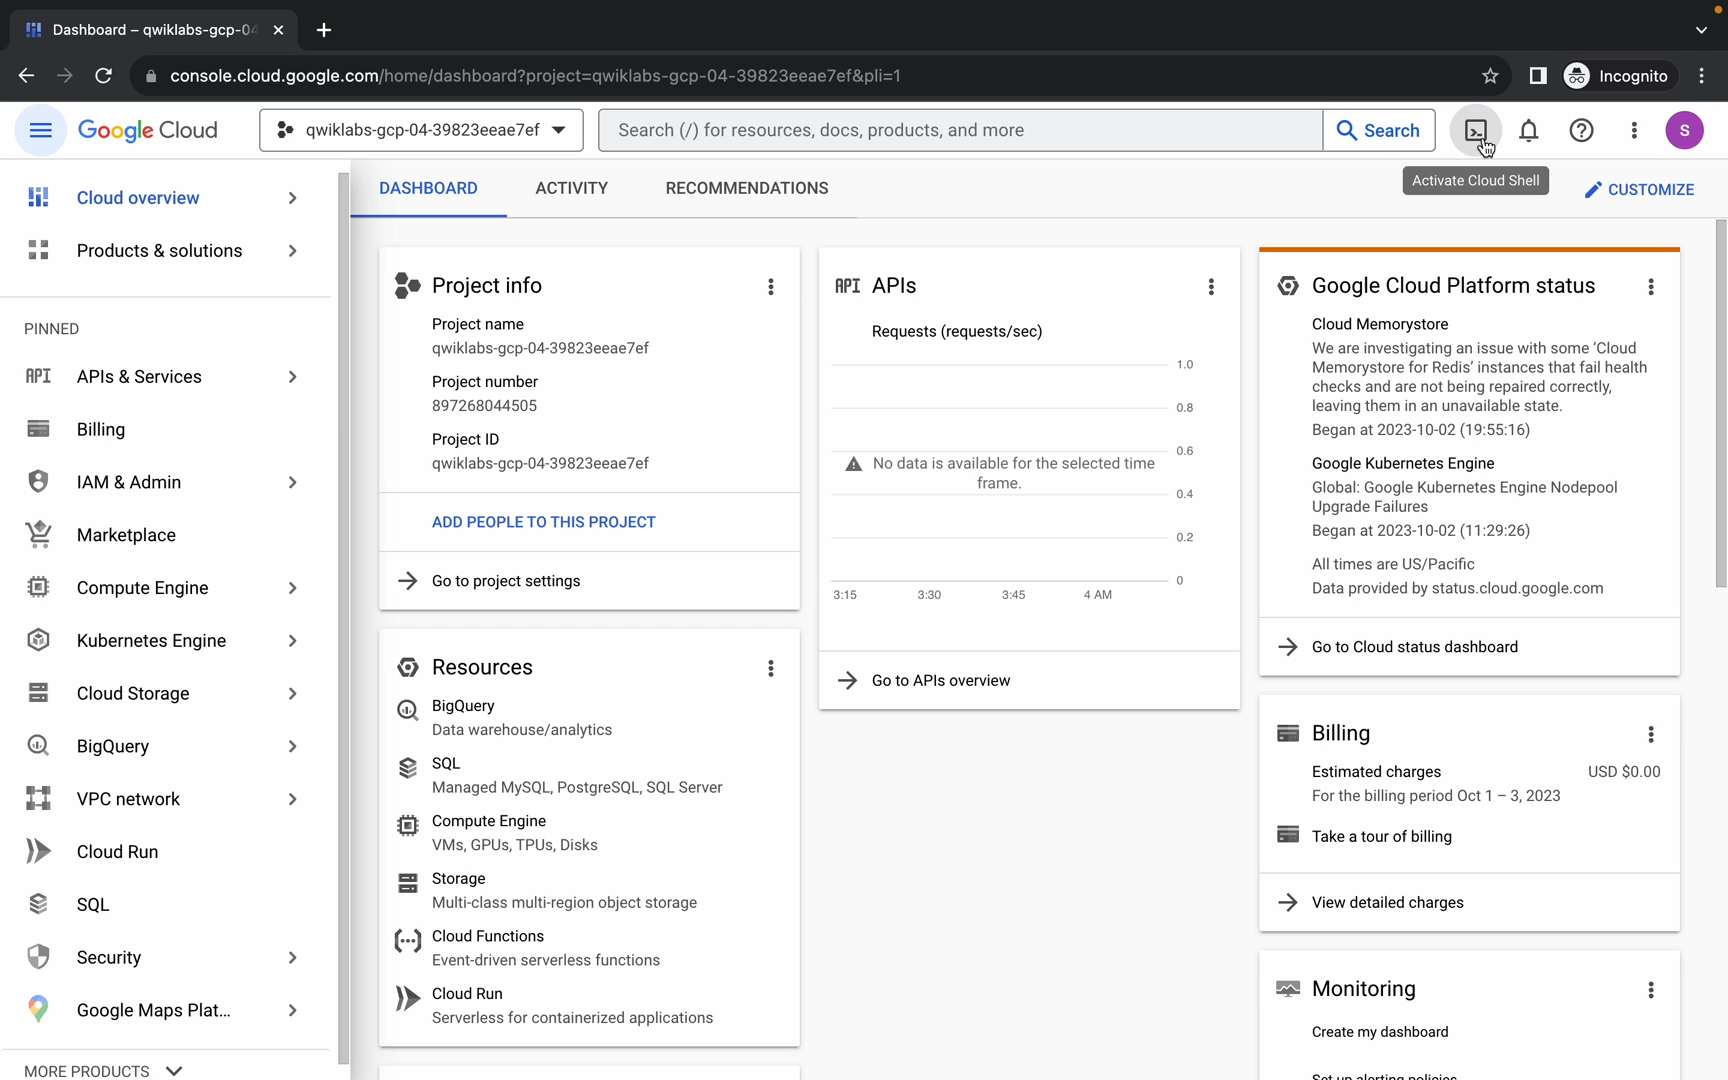 Dashboard – qwiklabs-gcp-04
console.cloud.google.com/home/dashboard?project=qwiklabs-gcp-04-39823eeae7ef&pli=1
Incognito
Google Cloud
qwiklabs-gcp-04-39823eeae7ef
Search (/) for resources, docs, products, and more
Search
S
Activate Cloud Shell
Cloud overview
Products & solutions
PINNED
APIs & Services
Billing
IAM & Admin
Marketplace
Compute Engine
Kubernetes Engine
Cloud Storage
BigQuery
VPC network
Cloud Run
SQL
Security
Google Maps Plat...
MORE PRODUCTS
DASHBOARD
ACTIVITY
RECOMMENDATIONS
CUSTOMIZE
Project info
Project name
qwiklabs-gcp-04-39823eeae7ef
Project number
897268044505
Project ID
qwiklabs-gcp-04-39823eeae7ef
ADD PEOPLE TO THIS PROJECT
Go to project settings
Resources
BigQuery
Data warehouse/analytics
SQL
Managed MySQL, PostgreSQL, SQL Server
Compute Engine
VMs, GPUs, TPUs, Disks
Storage
Multi-class multi-region object storage
Cloud Functions
Event-driven serverless functions
Cloud Run
Serverless for containerized applications
API APIs
Requests (requests/sec)
1.0
0.8
0.6
No data is available for the selected time
frame.
0.4
0.2
0
3:15 3:30 3:45 4 AM
Go to APIs overview
Google Cloud Platform status
Cloud Memorystore
We are investigating an issue with some ‘Cloud
Memorystore for Redis’ instances that fail health
checks and are not being repaired correctly,
leaving them in an unavailable state.
Began at 2023-10-02 (19:55:16)
Google Kubernetes Engine
Global: Google Kubernetes Engine Nodepool
Upgrade Failures
Began at 2023-10-02 (11:29:26)
All times are US/Pacific
Data provided by status.cloud.google.com
Go to Cloud status dashboard
Billing
Estimated charges USD $0.00
For the billing period Oct 1 – 3, 2023
Take a tour of billing
View detailed charges
Monitoring
Create my dashboard
Set up alerting policies